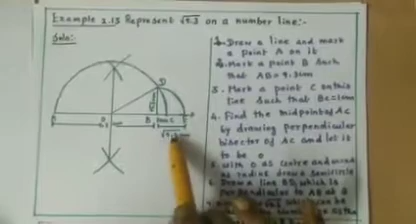 Example 2.15 Represent √9.3 on a number line:-
Soln:-
D
B
C
√9.3
1. Draw a line and mark
a point A on it
2. Mark a point B such
that AB = 9.3cm
3. Mark a point C on this
line such that BC = 1cm
4. Find the midpoint of AC
by drawing perpendicular
bisector of AC and let it
to be O
5. With O as centre and
as radius draw a semicircle
6. Draw a line BD, which is
perpendicular to AB at B
which can be